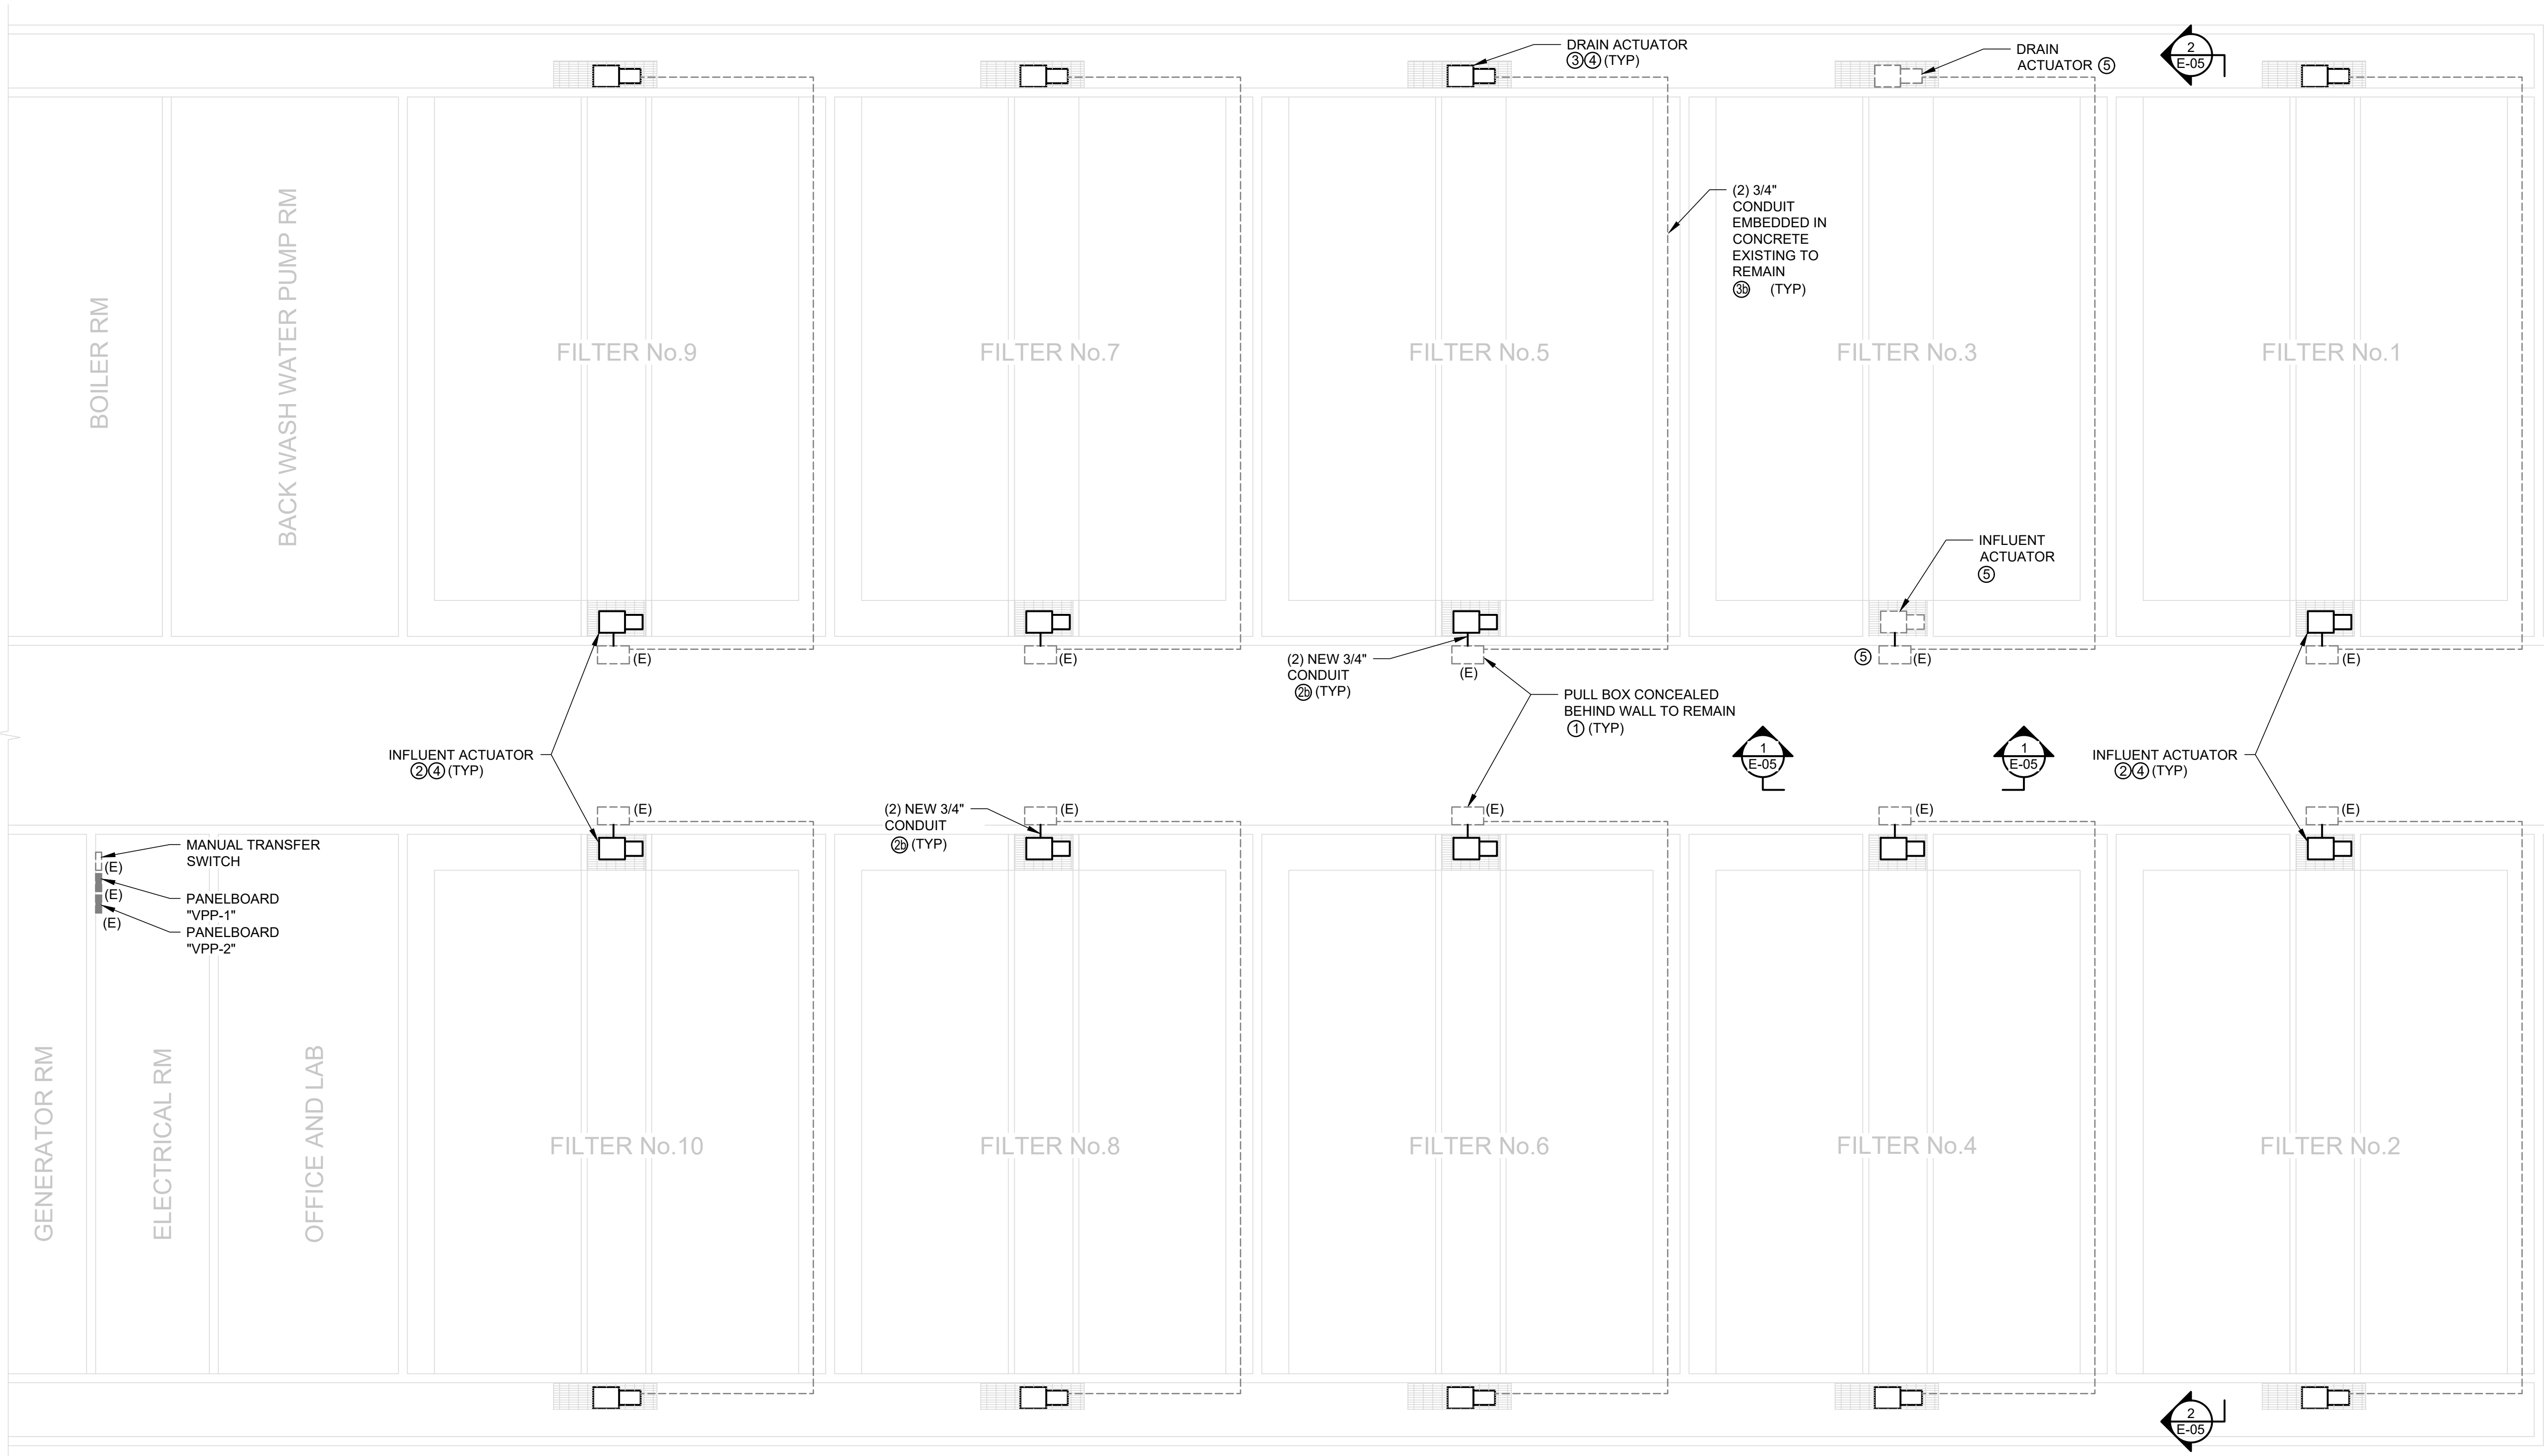 DRAIN ACTUATOR
③④ (TYP)
DRAIN
ACTUATOR ⑤
2
E-05
(2) 3/4"
CONDUIT
EMBEDDED IN
CONCRETE
EXISTING TO
REMAIN
3b (TYP)
BOILER RM
BACK WASH WATER PUMP RM
FILTER No.9
FILTER No.7
FILTER No.5
FILTER No.3
FILTER No.1
INFLUENT
ACTUATOR
⑤
(E)
(E)
(2) NEW 3/4"
CONDUIT
2b (TYP)
(E)
⑤
(E)
(E)
PULL BOX CONCEALED
BEHIND WALL TO REMAIN
① (TYP)
INFLUENT ACTUATOR
②④ (TYP)
1
E-05
1
E-05
INFLUENT ACTUATOR
②④ (TYP)
(E)
(2) NEW 3/4"
CONDUIT
2b (TYP)
(E)
(E)
(E)
(E)
MANUAL TRANSFER
SWITCH
(E)
PANELBOARD
"VPP-1"
(E)
PANELBOARD
"VPP-2"
(E)
GENERATOR RM
ELECTRICAL RM
OFFICE AND LAB
FILTER No.10
FILTER No.8
FILTER No.6
FILTER No.4
FILTER No.2
2
E-05